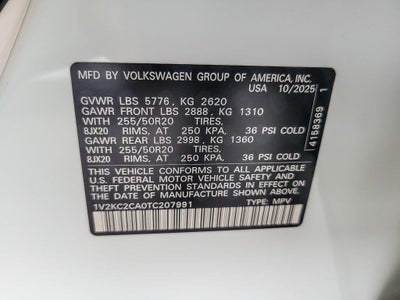 MFD BY VOLKSWAGEN GROUP OF AMERICA, INC.
USA 10/2025
GVWR LBS 5776, KG 2620
GAWR FRONT LBS 2888, KG 1310
WITH 255/50R20 TIRES,
8JX20 RIMS, AT 250 KPA. 36 PSI COLD
GAWR REAR LBS 2998, KG 1360
WITH 255/50R20 TIRES,
8JX20 RIMS, AT 250 KPA. 36 PSI COLD
THIS VEHICLE CONFORMS TO ALL APPLICABLE
U.S. FEDERAL MOTOR VEHICLE SAFETY AND
THEFT PREVENTION STANDARDS IN EFFECT ON
THE DATE OF MANUFACTURE SHOWN ABOVE.
1V2KC2CA0TC207991 TYPE: MPV
4158369 1